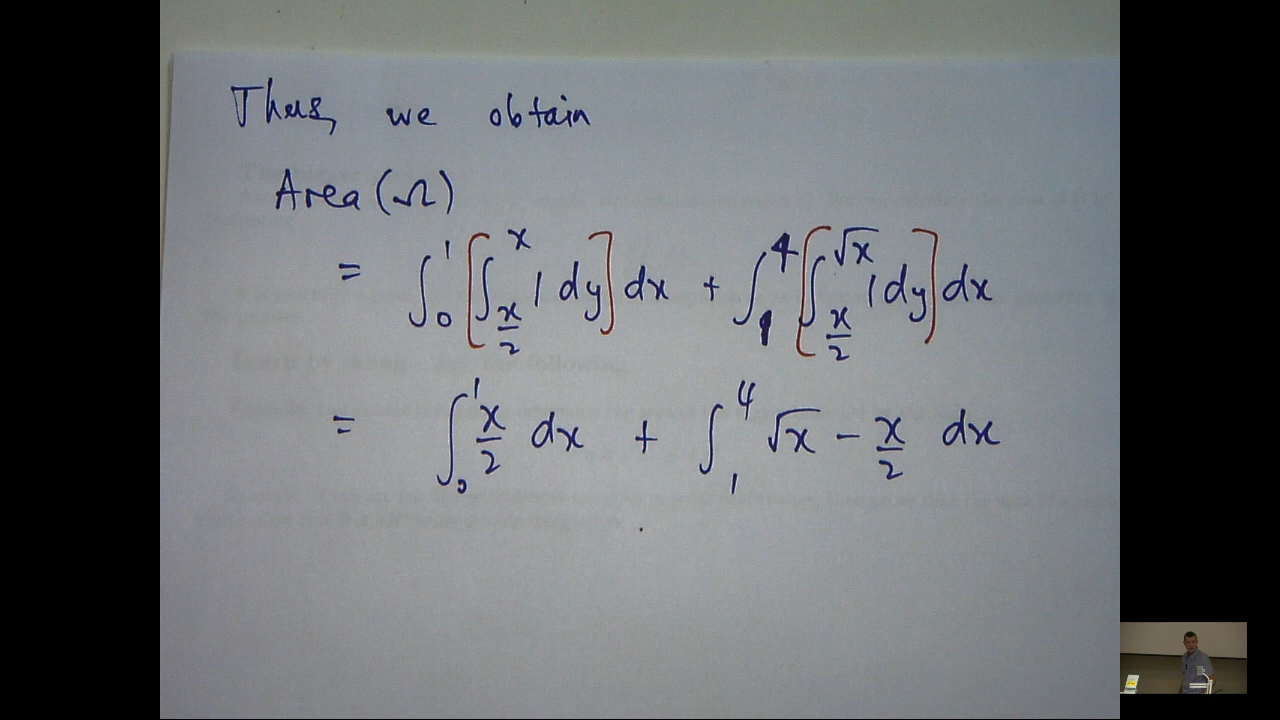 Thus, we obtain
Area(Ω)
= ∫₀¹ [∫_{x/2}^{x} 1 dy] dx + ∫₁⁴ [∫_{x/2}^{√x} 1 dy] dx
= ∫₀¹ x/2 dx + ∫₁⁴ √x − x/2 dx